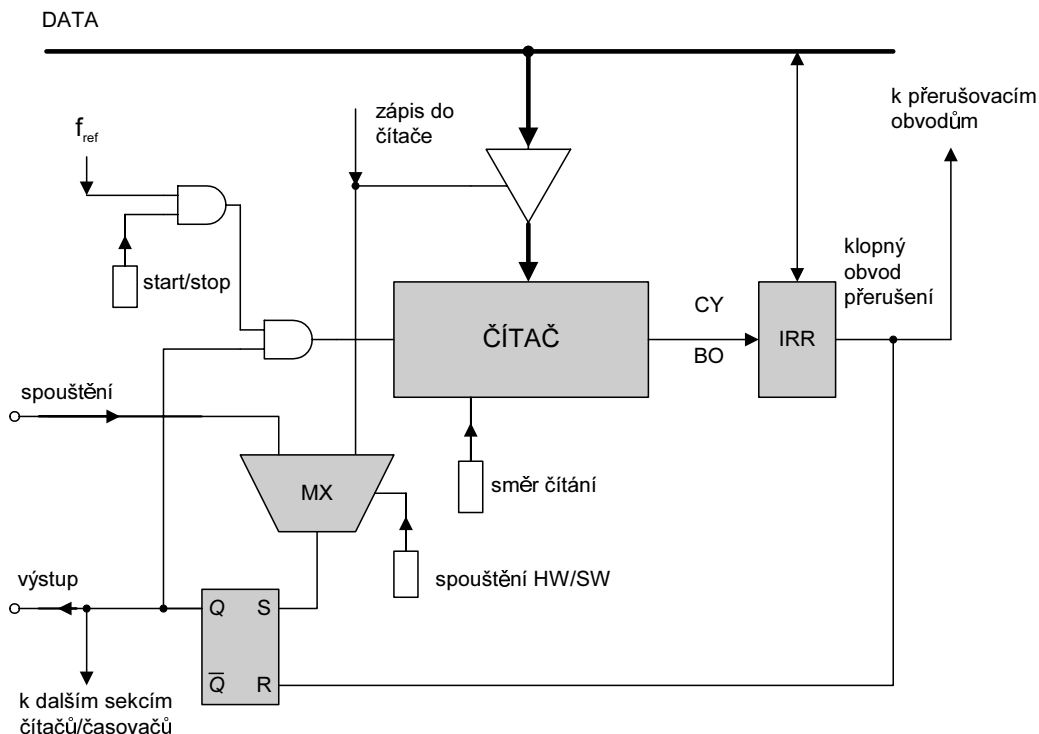 DATA
k přerušovacím
obvodům
zápis do
čítače
f_ref
klopný
obvod
přerušení
start/stop
CY
ČÍTAČ
IRR
BO
spouštění
směr čítání
MX
spouštění HW/SW
výstup
Q S
Q̅ R
k dalším sekcím
čítačů/časovačů